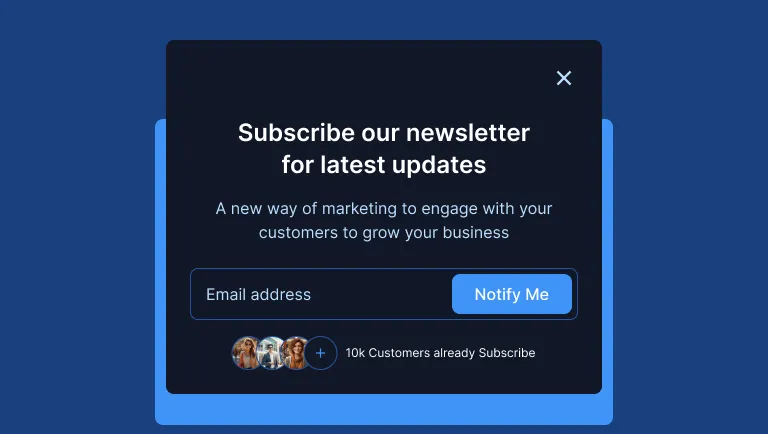 Subscribe our newsletter
for latest updates
A new way of marketing to engage with your
customers to grow your business
Email address
Notify Me
+
10k Customers already Subscribe